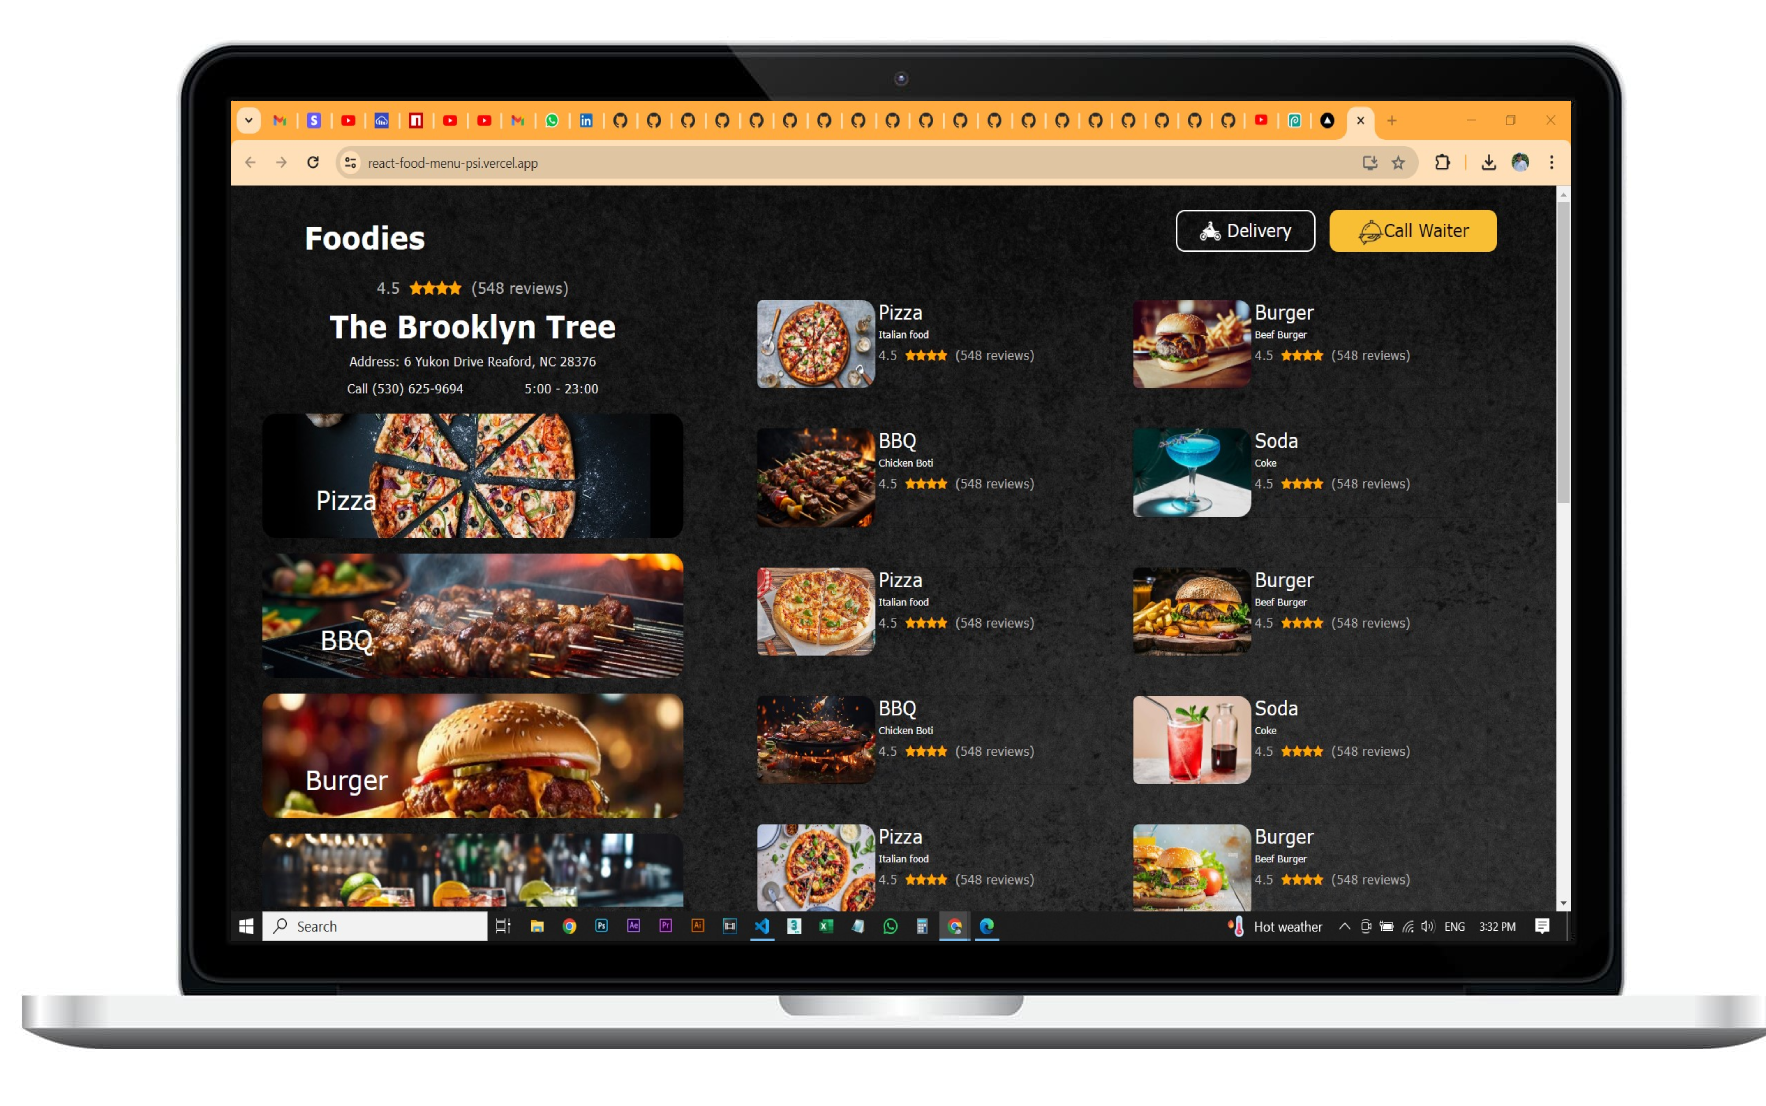 react-food-menu-psi.vercel.app
Foodies
Delivery
Call Waiter
4.5 (548 reviews)
The Brooklyn Tree
Address: 6 Yukon Drive Reaford, NC 28376
Call (530) 625-9694 5:00 - 23:00
Pizza
BBQ
Burger
Pizza
Italian food
4.5 (548 reviews)
Burger
Beef Burger
4.5 (548 reviews)
BBQ
Chicken Boti
4.5 (548 reviews)
Soda
Coke
4.5 (548 reviews)
Pizza
Italian food
4.5 (548 reviews)
Burger
Beef Burger
4.5 (548 reviews)
BBQ
Chicken Boti
4.5 (548 reviews)
Soda
Coke
4.5 (548 reviews)
Pizza
Italian food
4.5 (548 reviews)
Burger
Beef Burger
4.5 (548 reviews)
Search
Ps
Ae
Pr
Ai
Hot weather
ENG
3:32 PM